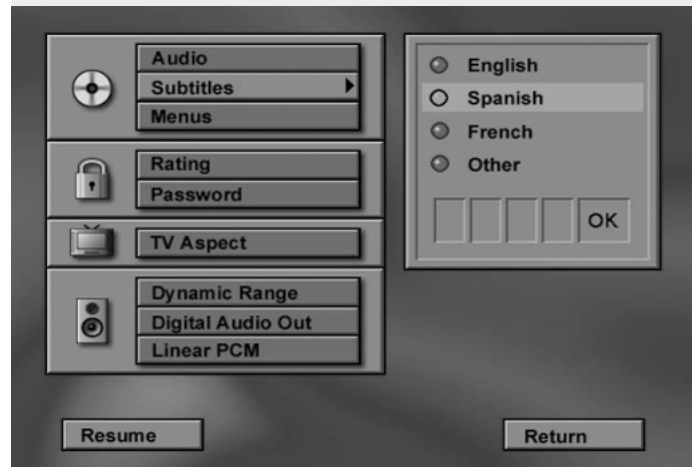 Audio
Subtitles
Menus
Rating
Password
TV Aspect
Dynamic Range
Digital Audio Out
Linear PCM
English
Spanish
French
Other
OK
Resume
Return